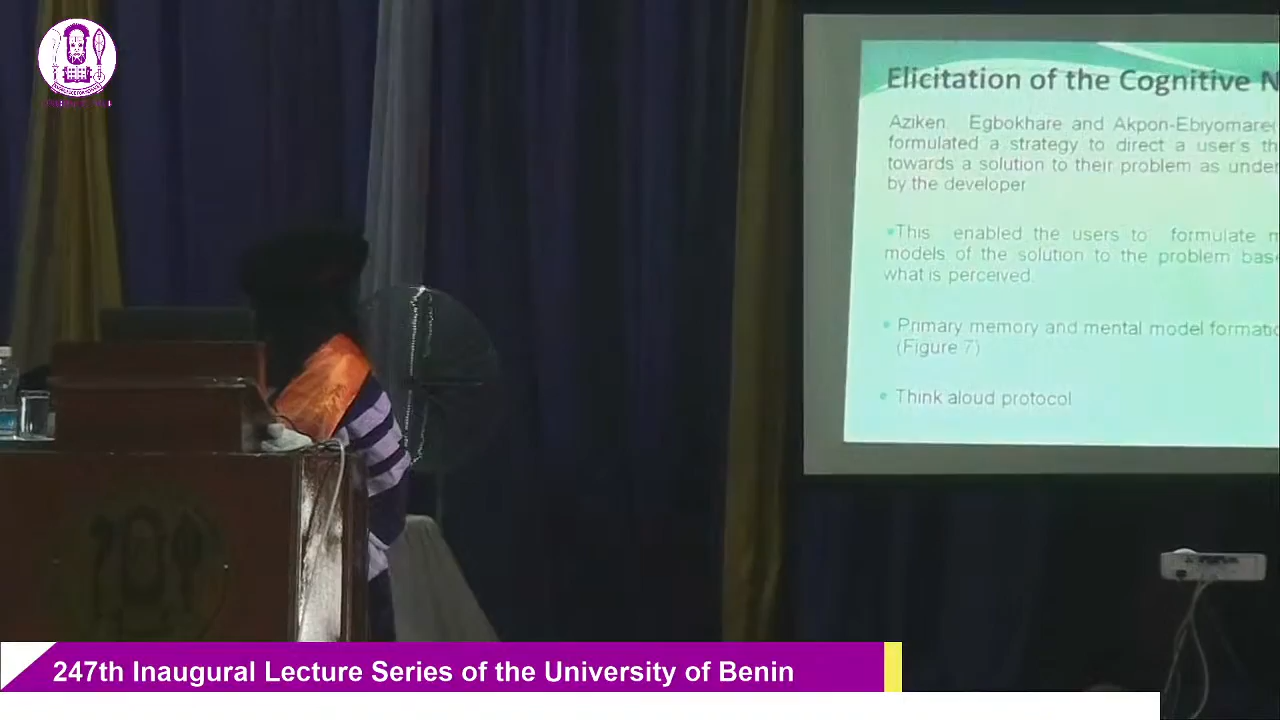 Elicitation of the Cognitive
Aziken Egbokhare and Akpon-Ebiyomare
formulated a strategy to direct a user's
towards a solution to their problem as
by the developer
This enabled the users to formulate
models of the solution to the problem
what is perceived.
Primary memory and mental model
(Figure 7)
Think aloud protocol
247th Inaugural Lecture Series of the University of Benin